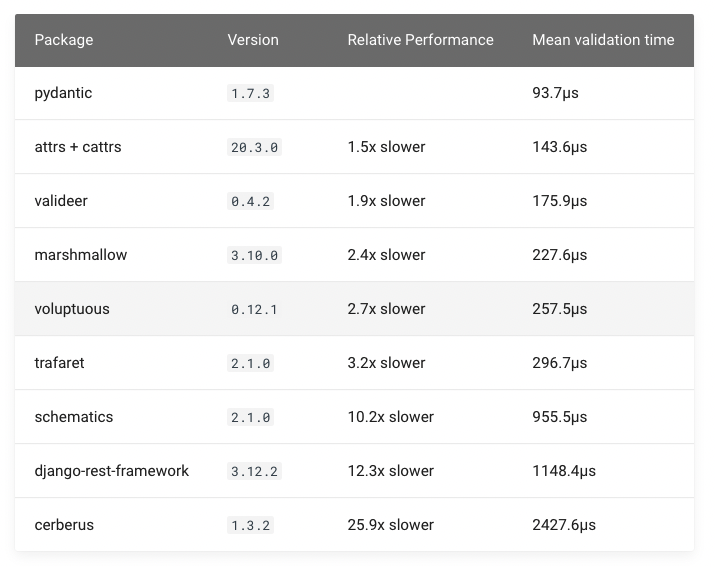 Package Version Relative Performance Mean validation time
pydantic 1.7.3 93.7µs
attrs + cattrs 20.3.0 1.5x slower 143.6µs
valideer 0.4.2 1.9x slower 175.9µs
marshmallow 3.10.0 2.4x slower 227.6µs
voluptuous 0.12.1 2.7x slower 257.5µs
trafaret 2.1.0 3.2x slower 296.7µs
schematics 2.1.0 10.2x slower 955.5µs
django-rest-framework 3.12.2 12.3x slower 1148.4µs
cerberus 1.3.2 25.9x slower 2427.6µs